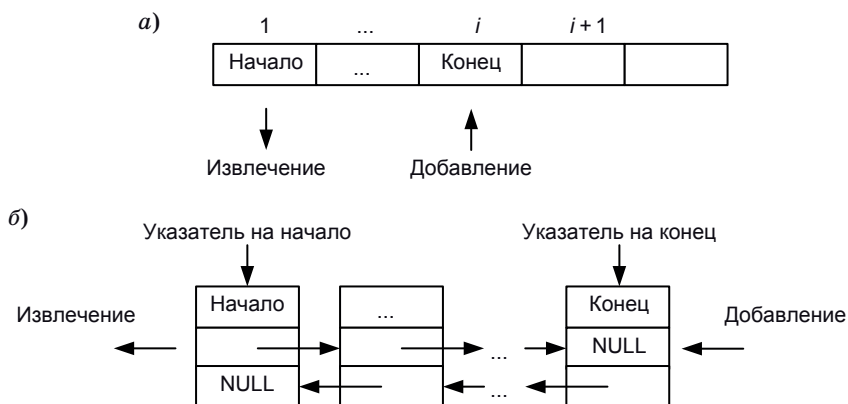 а)
1 ... i i + 1
Начало ... Конец
Извлечение Добавление
б)
Указатель на начало Указатель на конец
Извлечение Начало ... Конец Добавление
... NULL
NULL ...